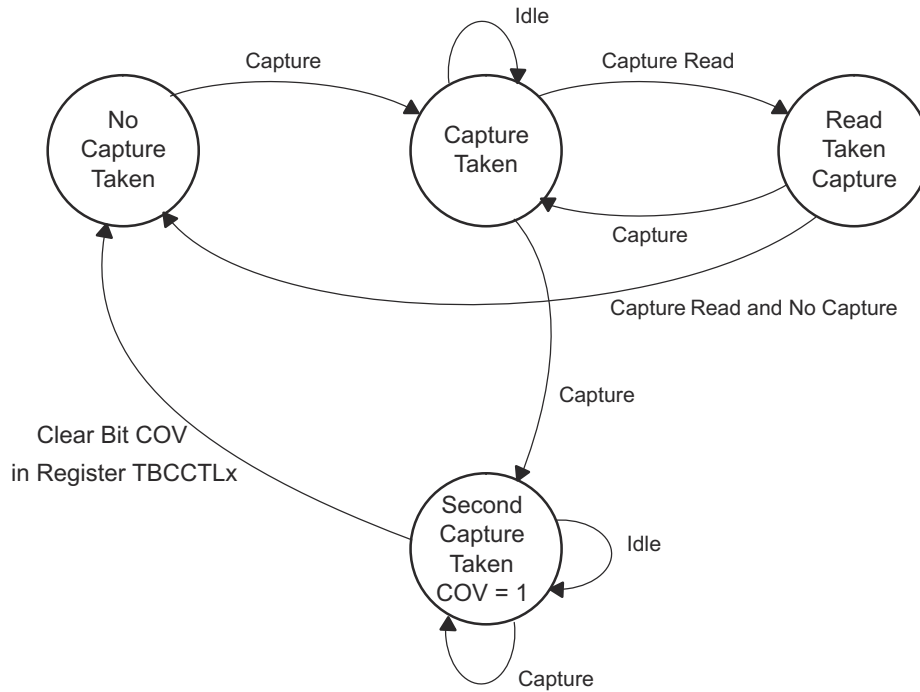 Idle
Capture
Capture Read
No
Capture
Taken
Capture
Taken
Read
Taken
Capture
Capture
Capture Read and No Capture
Capture
Clear Bit COV
in Register TBCCTLx
Second
Capture
Taken
COV = 1
Idle
Capture